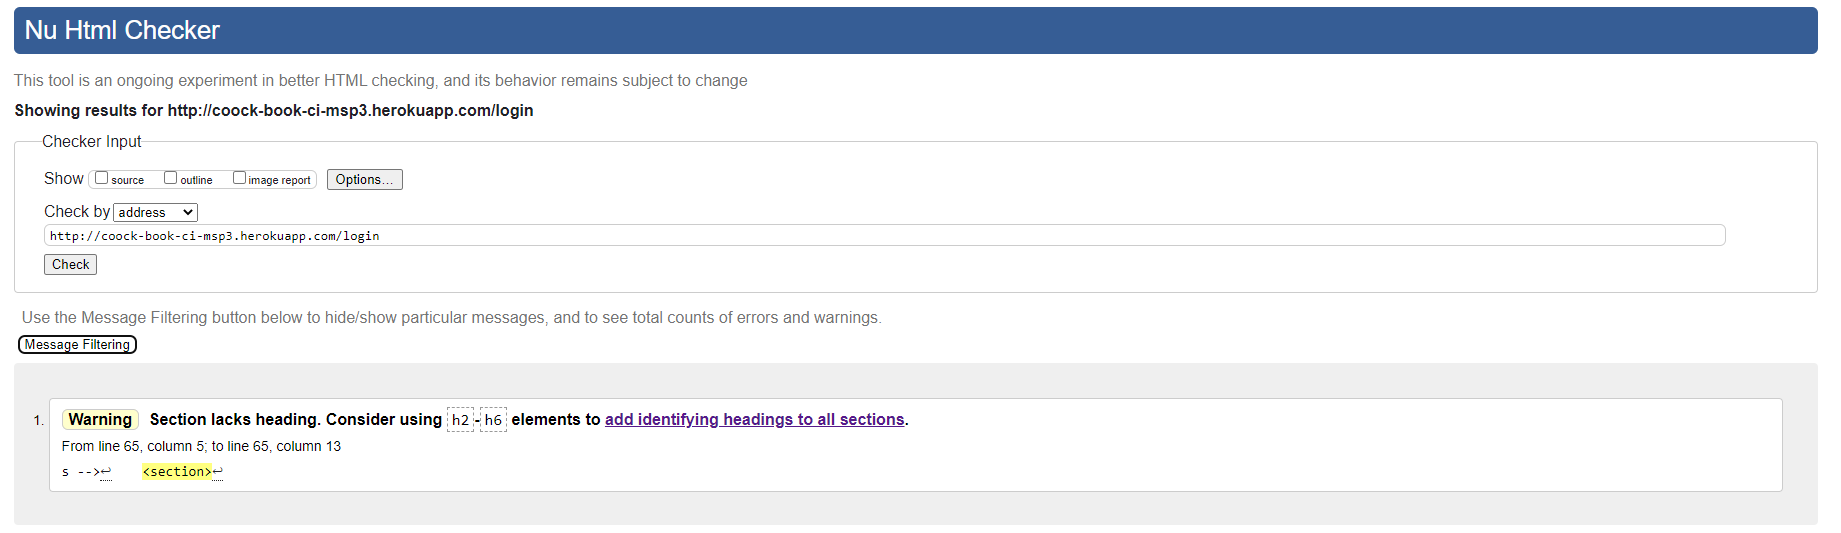 Nu Html Checker
This tool is an ongoing experiment in better HTML checking, and its behavior remains subject to change
Showing results for http://coock-book-ci-msp3.herokuapp.com/login
Checker Input
Show source outline image report Options...
Check by address
http://coock-book-ci-msp3.herokuapp.com/login
Check
Use the Message Filtering button below to hide/show particular messages, and to see total counts of errors and warnings.
Message Filtering
1. Warning Section lacks heading. Consider using h2-h6 elements to add identifying headings to all sections.
From line 65, column 5; to line 65, column 13
s -->↩ <section>↩